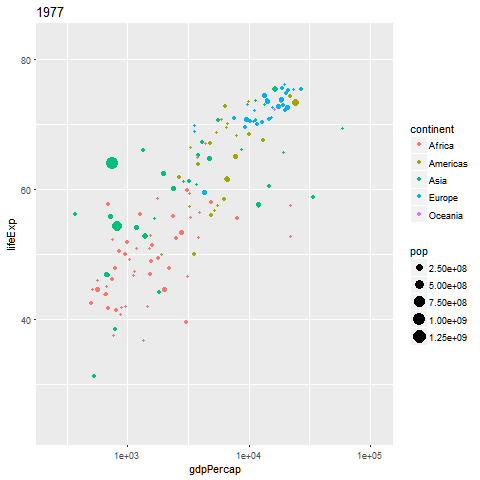 1977
lifeExp
80
60
40
1e+03
1e+04
1e+05
gdpPercap
continent
Africa
Americas
Asia
Europe
Oceania
pop
2.50e+08
5.00e+08
7.50e+08
1.00e+09
1.25e+09